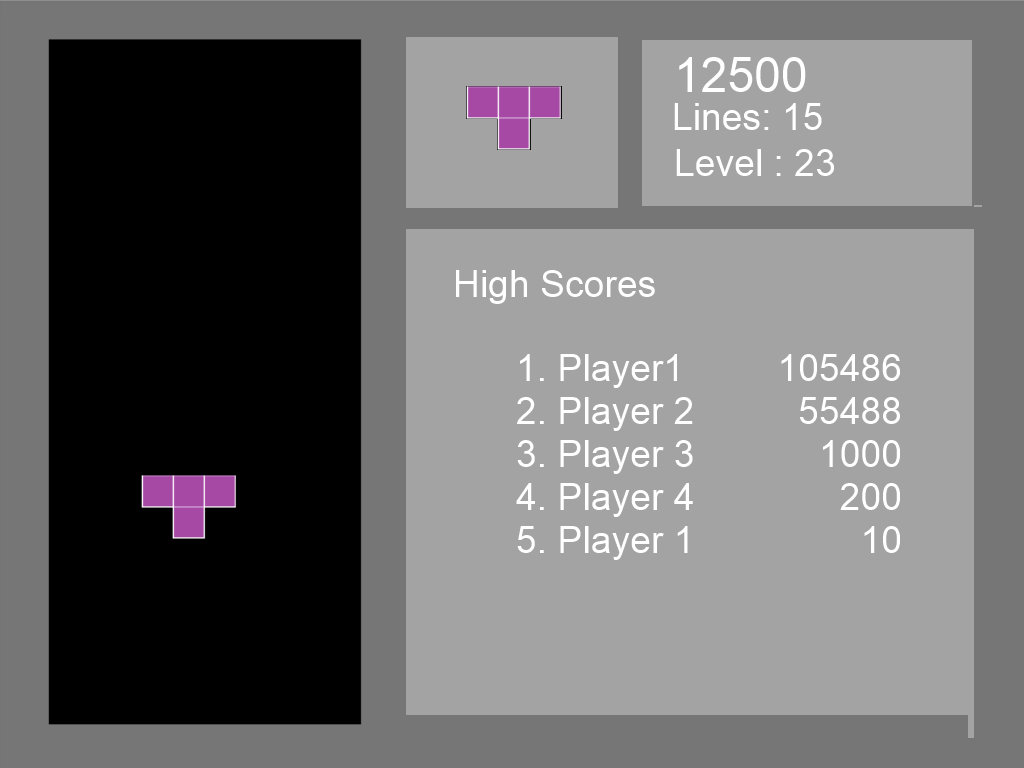 12500
Lines: 15
Level : 23
High Scores
1. Player1 105486
2. Player 2 55488
3. Player 3 1000
4. Player 4 200
5. Player 1 10